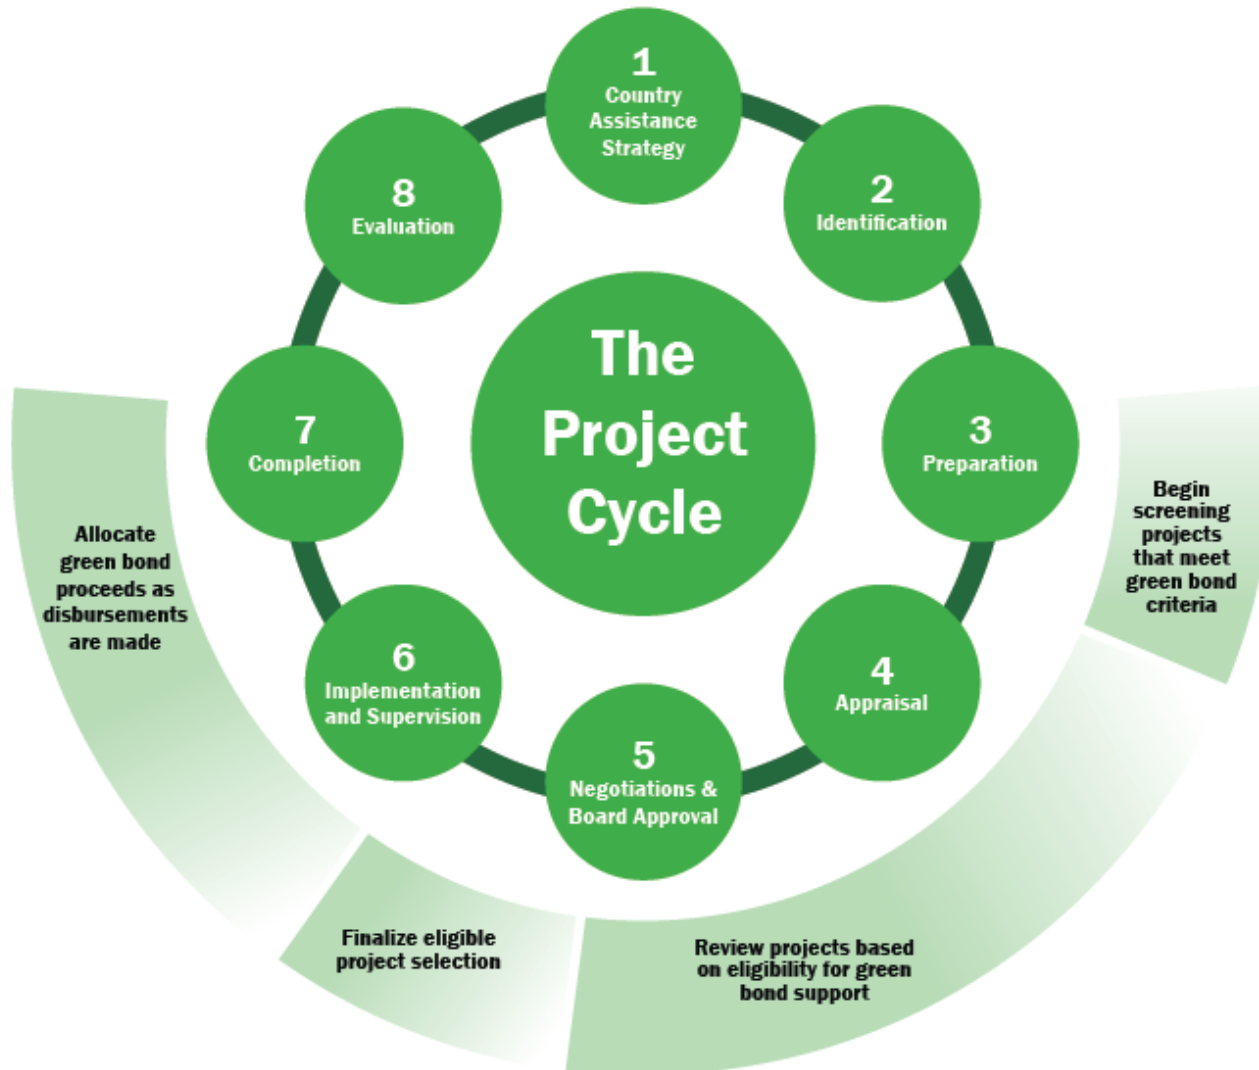 The
Project
Cycle
1
Country
Assistance
Strategy
2
Identification
3
Preparation
4
Appraisal
5
Negotiations &
Board Approval
6
Implementation
and Supervision
7
Completion
8
Evaluation
Begin
screening
projects
that meet
green bond
criteria
Review projects based
on eligibility for green
bond support
Finalize eligible
project selection
Allocate
green bond
proceeds as
disbursements
are made